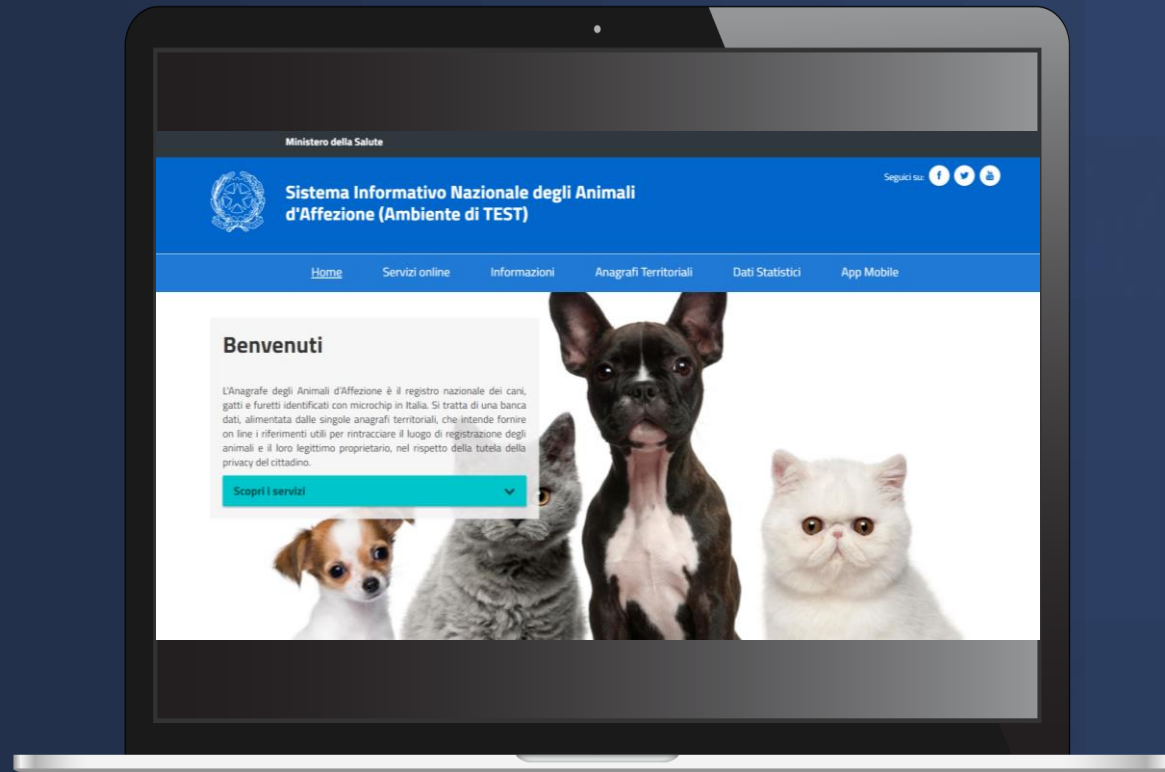 Ministero della Salute
Seguici su:
Sistema Informativo Nazionale degli Animali
d'Affezione (Ambiente di TEST)
Home Servizi online Informazioni Anagrafi Territoriali Dati Statistici App Mobile
Benvenuti
L'Anagrafe degli Animali d'Affezione è il registro nazionale dei cani,
gatti e furetti identificati con microchip in Italia. Si tratta di una banca
dati, alimentata dalle singole anagrafi territoriali, che intende fornire
on line i riferimenti utili per rintracciare il luogo di registrazione degli
animali e il loro legittimo proprietario, nel rispetto della tutela della
privacy del cittadino.
Scopri i servizi